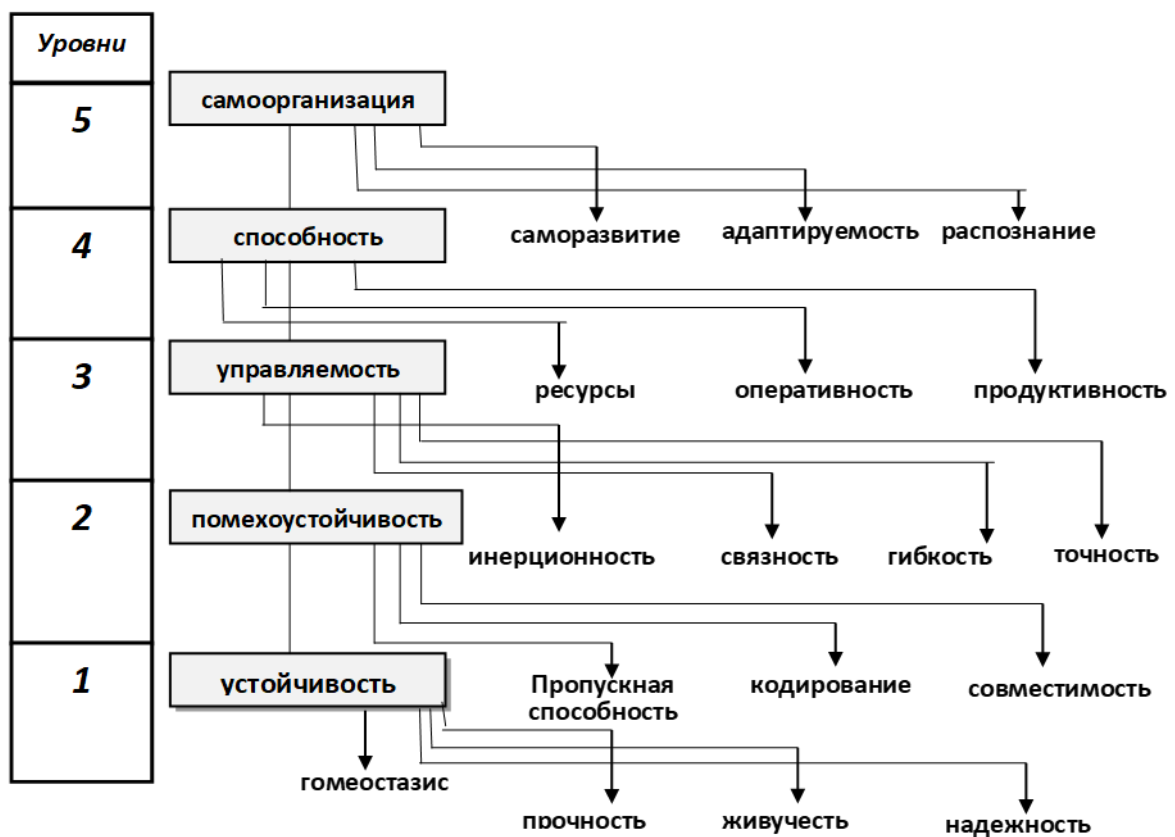 Уровни
5
самоорганизация
саморазвитие
адаптируемость
распознание
4
способность
ресурсы
оперативность
продуктивность
3
управляемость
инерционность
связность
гибкость
точность
2
помехоустойчивость
Пропускная
способность
кодирование
совместимость
1
устойчивость
гомеостазис
прочность
живучесть
надежность